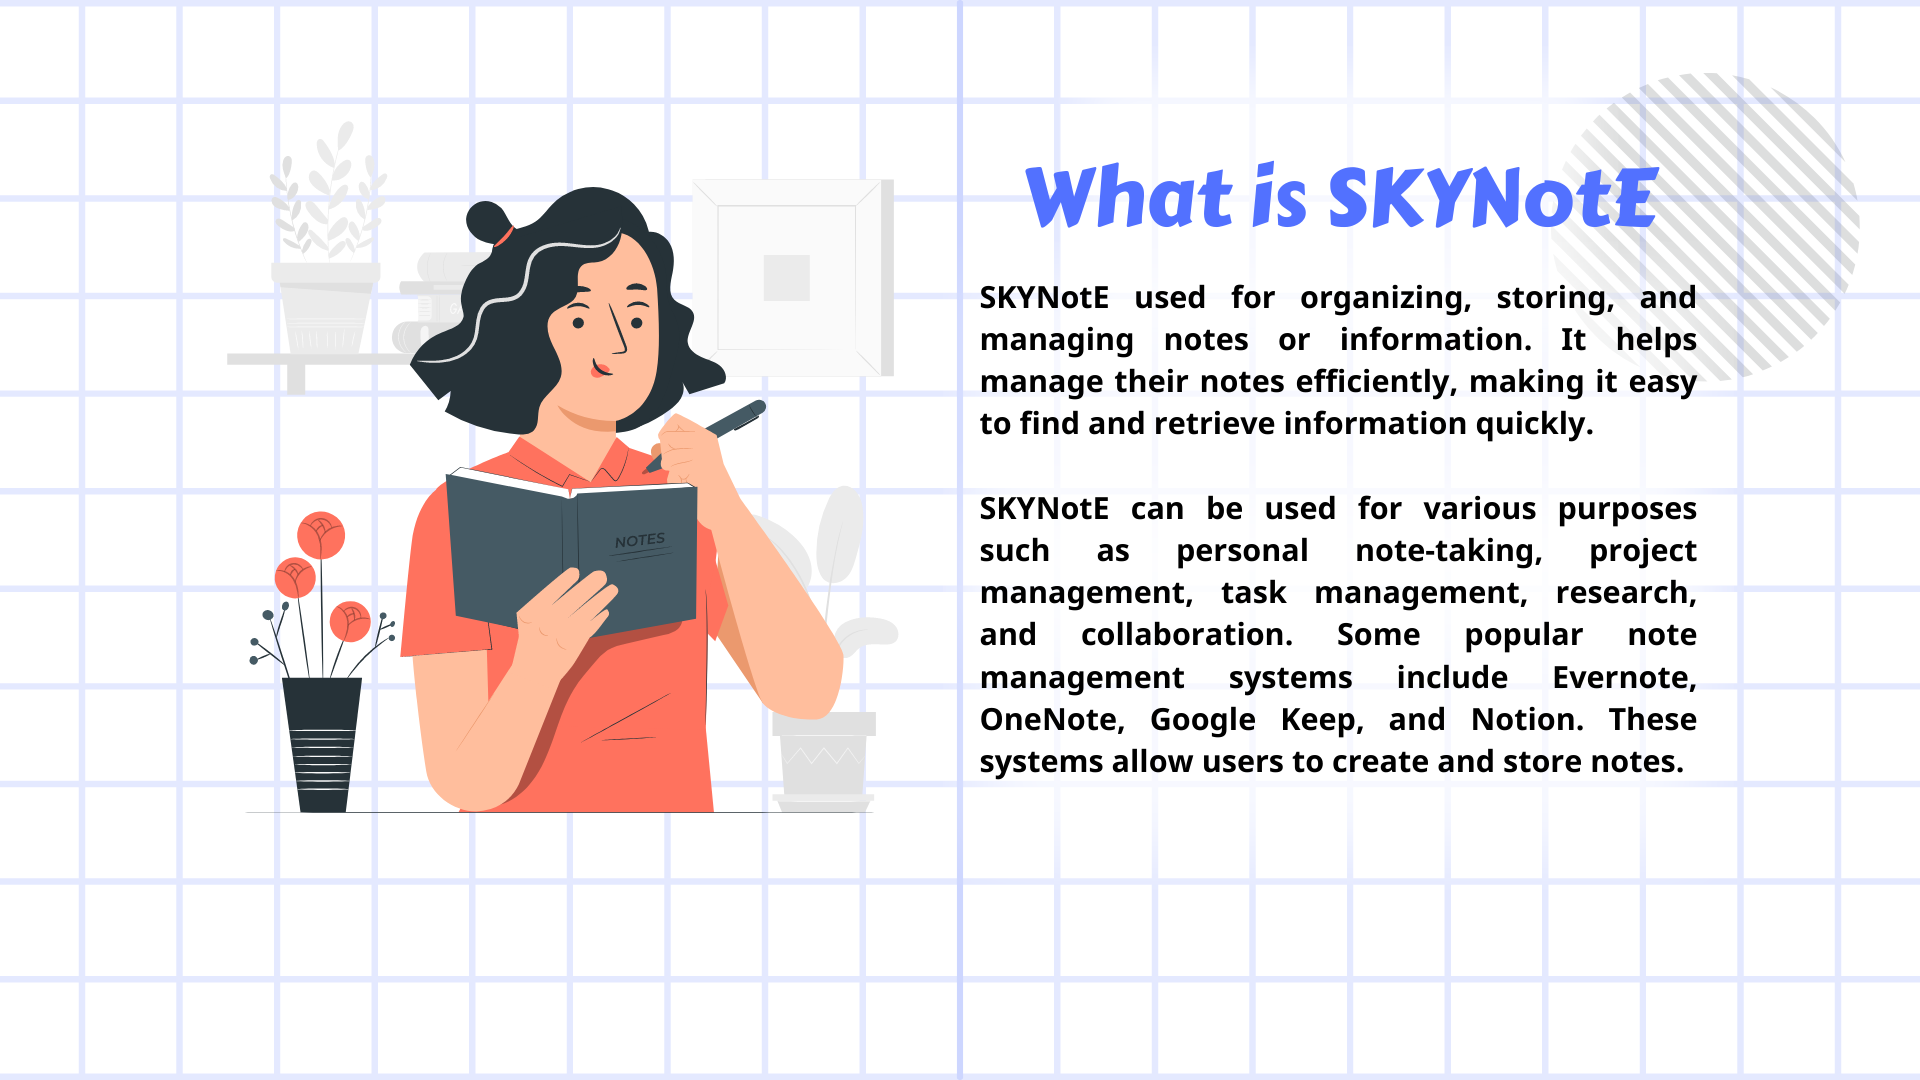 What is SKYNotE
SKYNotE used for organizing, storing, and
managing notes or information. It helps
manage their notes efficiently, making it easy
to find and retrieve information quickly.
SKYNotE can be used for various purposes
such as personal note-taking, project
management, task management, research,
and collaboration. Some popular note
management systems include Evernote,
OneNote, Google Keep, and Notion. These
systems allow users to create and store notes.
NOTES